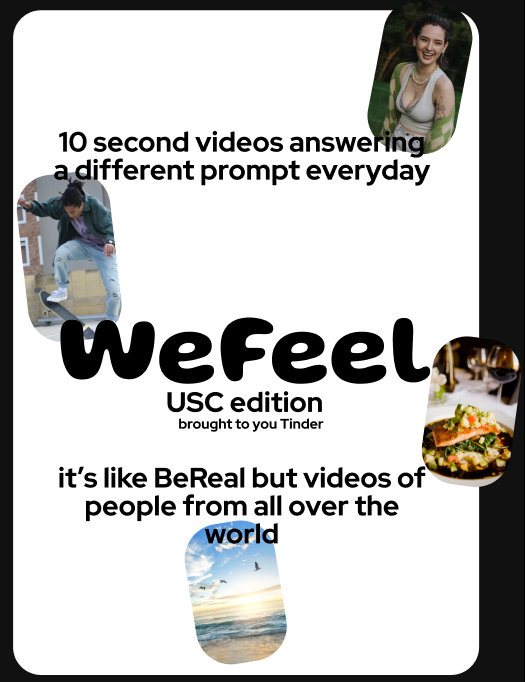 10 second videos answering
a different prompt everyday
WeFeel
USC edition
brought to you Tinder
it's like BeReal but videos of
people from all over the
world